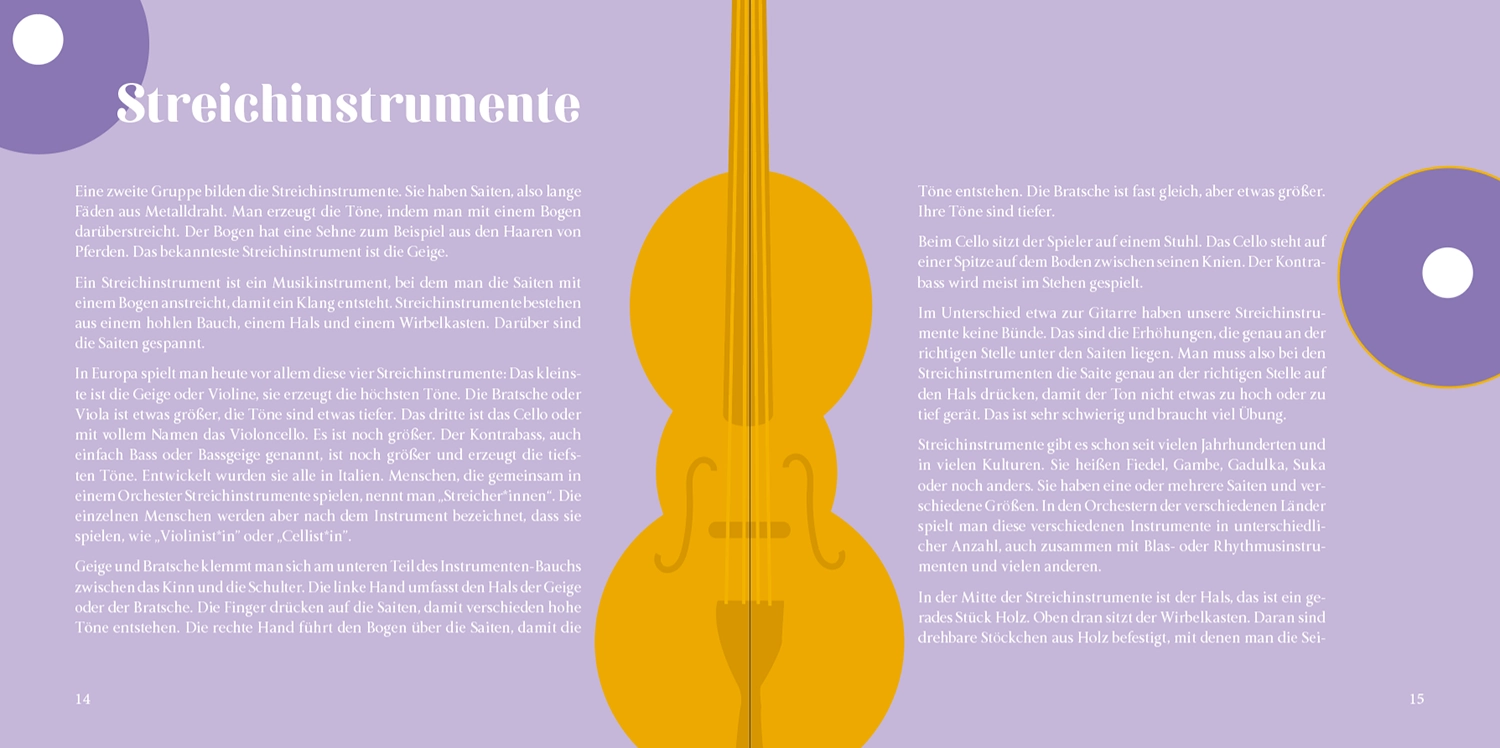 Streichinstrumente
Eine zweite Gruppe bilden die Streichinstrumente. Sie haben Saiten, also lange
Fäden aus Metalldraht. Man erzeugt die Töne, indem man mit einem Bogen
darüberstreicht. Der Bogen hat eine Sehne zum Beispiel aus den Haaren von
Pferden. Das bekannteste Streichinstrument ist die Geige.
Ein Streichinstrument ist ein Musikinstrument, bei dem man die Saiten mit
einem Bogen anstreicht, damit ein Klang entsteht. Streichinstrumente bestehen
aus einem hohlen Bauch, einem Hals und einem Wirbelkasten. Darüber sind
die Saiten gespannt.
In Europa spielt man heute vor allem diese vier Streichinstrumente: Das kleins-
te ist die Geige oder Violine, sie erzeugt die höchsten Töne. Die Bratsche oder
Viola ist etwas größer, die Töne sind etwas tiefer. Das dritte ist das Cello oder
mit vollem Namen das Violoncello. Es ist noch größer. Der Kontrabass, auch
einfach Bass oder Bassgeige genannt, ist noch größer und erzeugt die tiefs-
ten Töne. Entwickelt wurden sie alle in Italien. Menschen, die gemeinsam in
einem Orchester Streichinstrumente spielen, nennt man „Streicher*innen“. Die
einzelnen Menschen werden aber nach dem Instrument bezeichnet, dass sie
spielen, wie „Violinist*in“ oder „Cellist*in“.
Geige und Bratsche klemmt man sich am unteren Teil des Instrumenten-Bauchs
zwischen das Kinn und die Schulter. Die linke Hand umfasst den Hals der Geige
oder der Bratsche. Die Finger drücken auf die Saiten, damit verschieden hohe
Töne entstehen. Die rechte Hand führt den Bogen über die Saiten, damit die
14
Töne entstehen. Die Bratsche ist fast gleich, aber etwas größer.
Ihre Töne sind tiefer.
Beim Cello sitzt der Spieler auf einem Stuhl. Das Cello steht auf
einer Spitze auf dem Boden zwischen seinen Knien. Der Kontra-
bass wird meist im Stehen gespielt.
Im Unterschied etwa zur Gitarre haben unsere Streichinstru-
mente keine Bünde. Das sind die Erhöhungen, die genau an der
richtigen Stelle unter den Saiten liegen. Man muss also bei den
Streichinstrumenten die Saite genau an der richtigen Stelle auf
den Hals drücken, damit der Ton nicht etwas zu hoch oder zu
tief gerät. Das ist sehr schwierig und braucht viel Übung.
Streichinstrumente gibt es schon seit vielen Jahrhunderten und
in vielen Kulturen. Sie heißen Fiedel, Gambe, Gadulka, Suka
oder noch anders. Sie haben eine oder mehrere Saiten und ver-
schiedene Größen. In den Orchestern der verschiedenen Länder
spielt man diese verschiedenen Instrumente in unterschiedli-
cher Anzahl, auch zusammen mit Blas- oder Rhythmusinstru-
menten und vielen anderen.
In der Mitte der Streichinstrumente ist der Hals, das ist ein ge-
rades Stück Holz. Oben dran sitzt der Wirbelkasten. Daran sind
drehbare Stöckchen aus Holz befestigt, mit denen man die Sei-
15